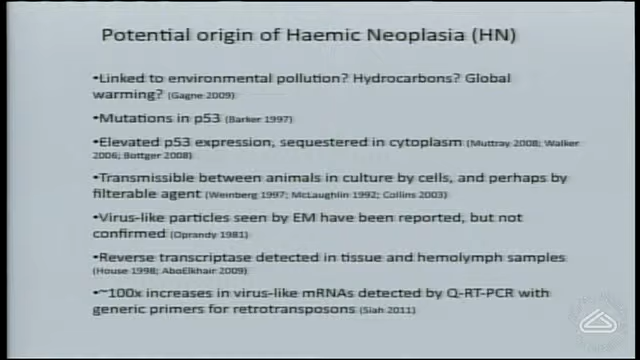 Potential origin of Haemic Neoplasia (HN)
•Linked to environmental pollution? Hydrocarbons? Global
warming? (Gagne 2009)
•Mutations in p53 (Barker 1997)
•Elevated p53 expression, sequestered in cytoplasm (Muttray 2008; Walker
2006; Bottger 2008)
•Transmissible between animals in culture by cells, and perhaps by
filterable agent (Weinberg 1997; McLaughlin 1992; Collins 2003)
•Virus-like particles seen by EM have been reported, but not
confirmed (Oprandy 1981)
•Reverse transcriptase detected in tissue and hemolymph samples
(House 1998; AboElkhair 2009)
•~100x increases in virus-like mRNAs detected by Q-RT-PCR with
generic primers for retrotransposons (Siah 2011)